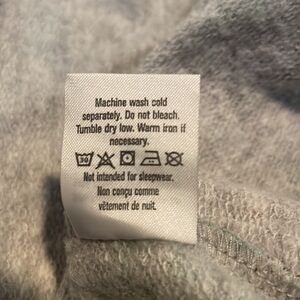 Machine wash cold
separately. Do not bleach.
Tumble dry low. Warm iron if
necessary.
30
Not intended for sleepwear.
Non conçu comme
vêtement de nuit.